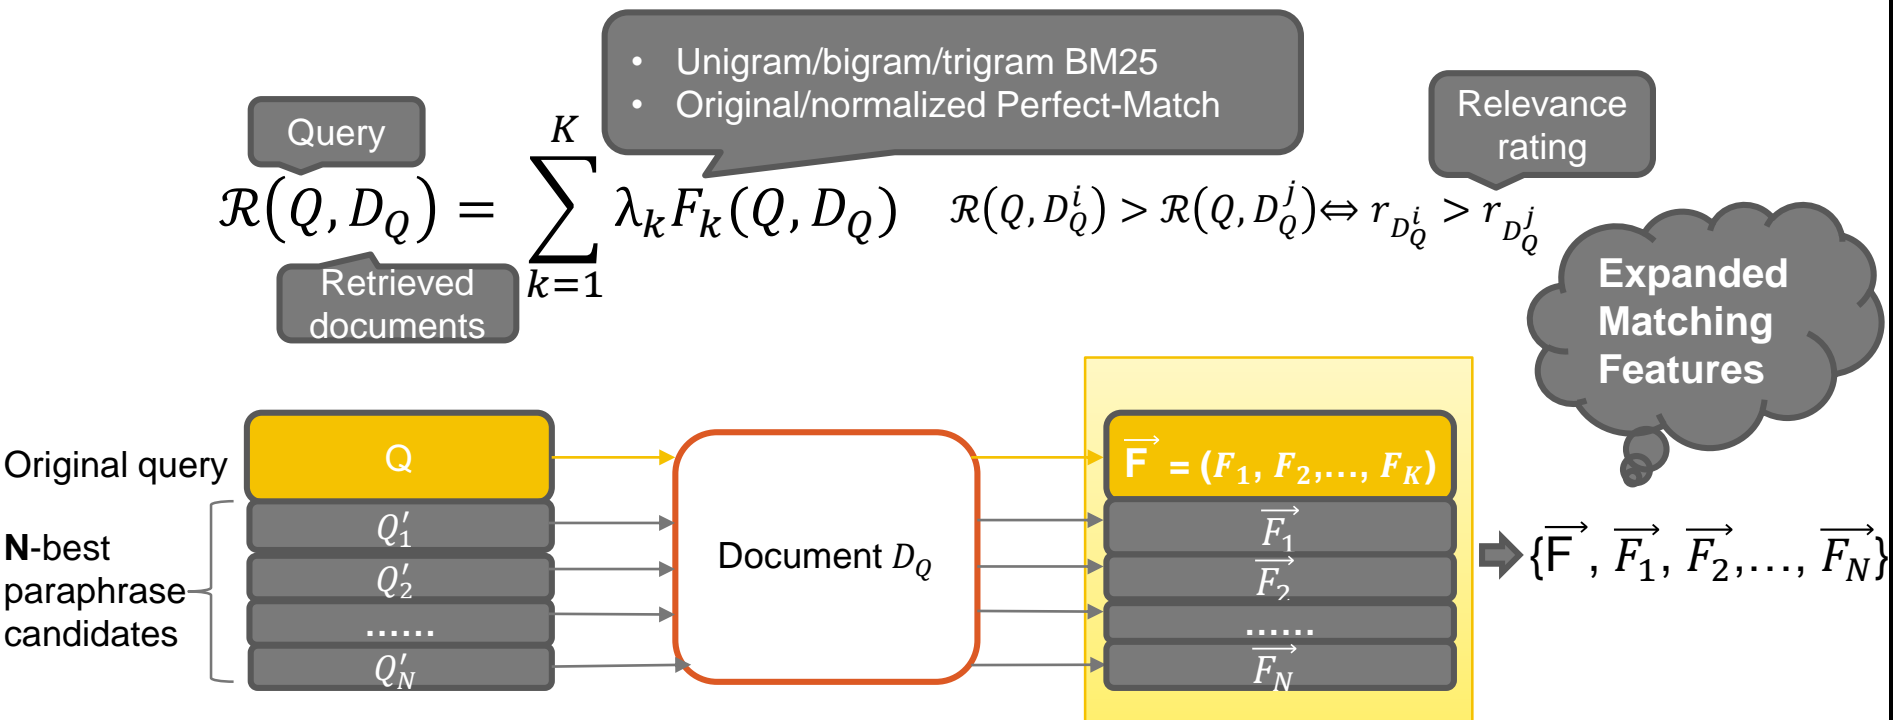 • Unigram/bigram/trigram BM25
• Original/normalized Perfect-Match
Query
Relevance
rating
ℛ(Q, D_Q) = ∑_{k=1}^{K} λ_k F_k(Q, D_Q)
ℛ(Q, D_Q^i) > ℛ(Q, D_Q^j) ⇔ r_{D_Q^i} > r_{D_Q^j}
Retrieved
documents
Expanded
Matching
Features
Original query
Q
F⃗ = (F_1, F_2,…, F_K)
N-best
paraphrase
candidates
Q′_1
Q′_2
……
Q′_N
Document D_Q
F_1⃗
F_2⃗
……
F_N⃗
{F⃗, F_1⃗, F_2⃗,…, F_N⃗}